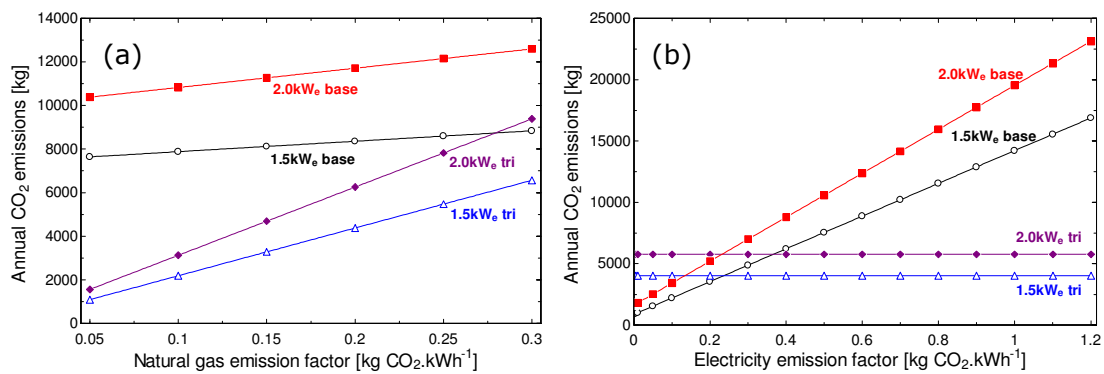 (a)
Annual CO₂ emissions [kg]
14000
12000
10000
8000
6000
4000
2000
0
2.0kWₑ base
1.5kWₑ base
2.0kWₑ tri
1.5kWₑ tri
0.05 0.1 0.15 0.2 0.25 0.3
Natural gas emission factor [kg CO₂.kWh⁻¹]
(b)
Annual CO₂ emissions [kg]
25000
20000
15000
10000
5000
0
2.0kWₑ base
1.5kWₑ base
2.0kWₑ tri
1.5kWₑ tri
0 0.2 0.4 0.6 0.8 1 1.2
Electricity emission factor [kg CO₂.kWh⁻¹]